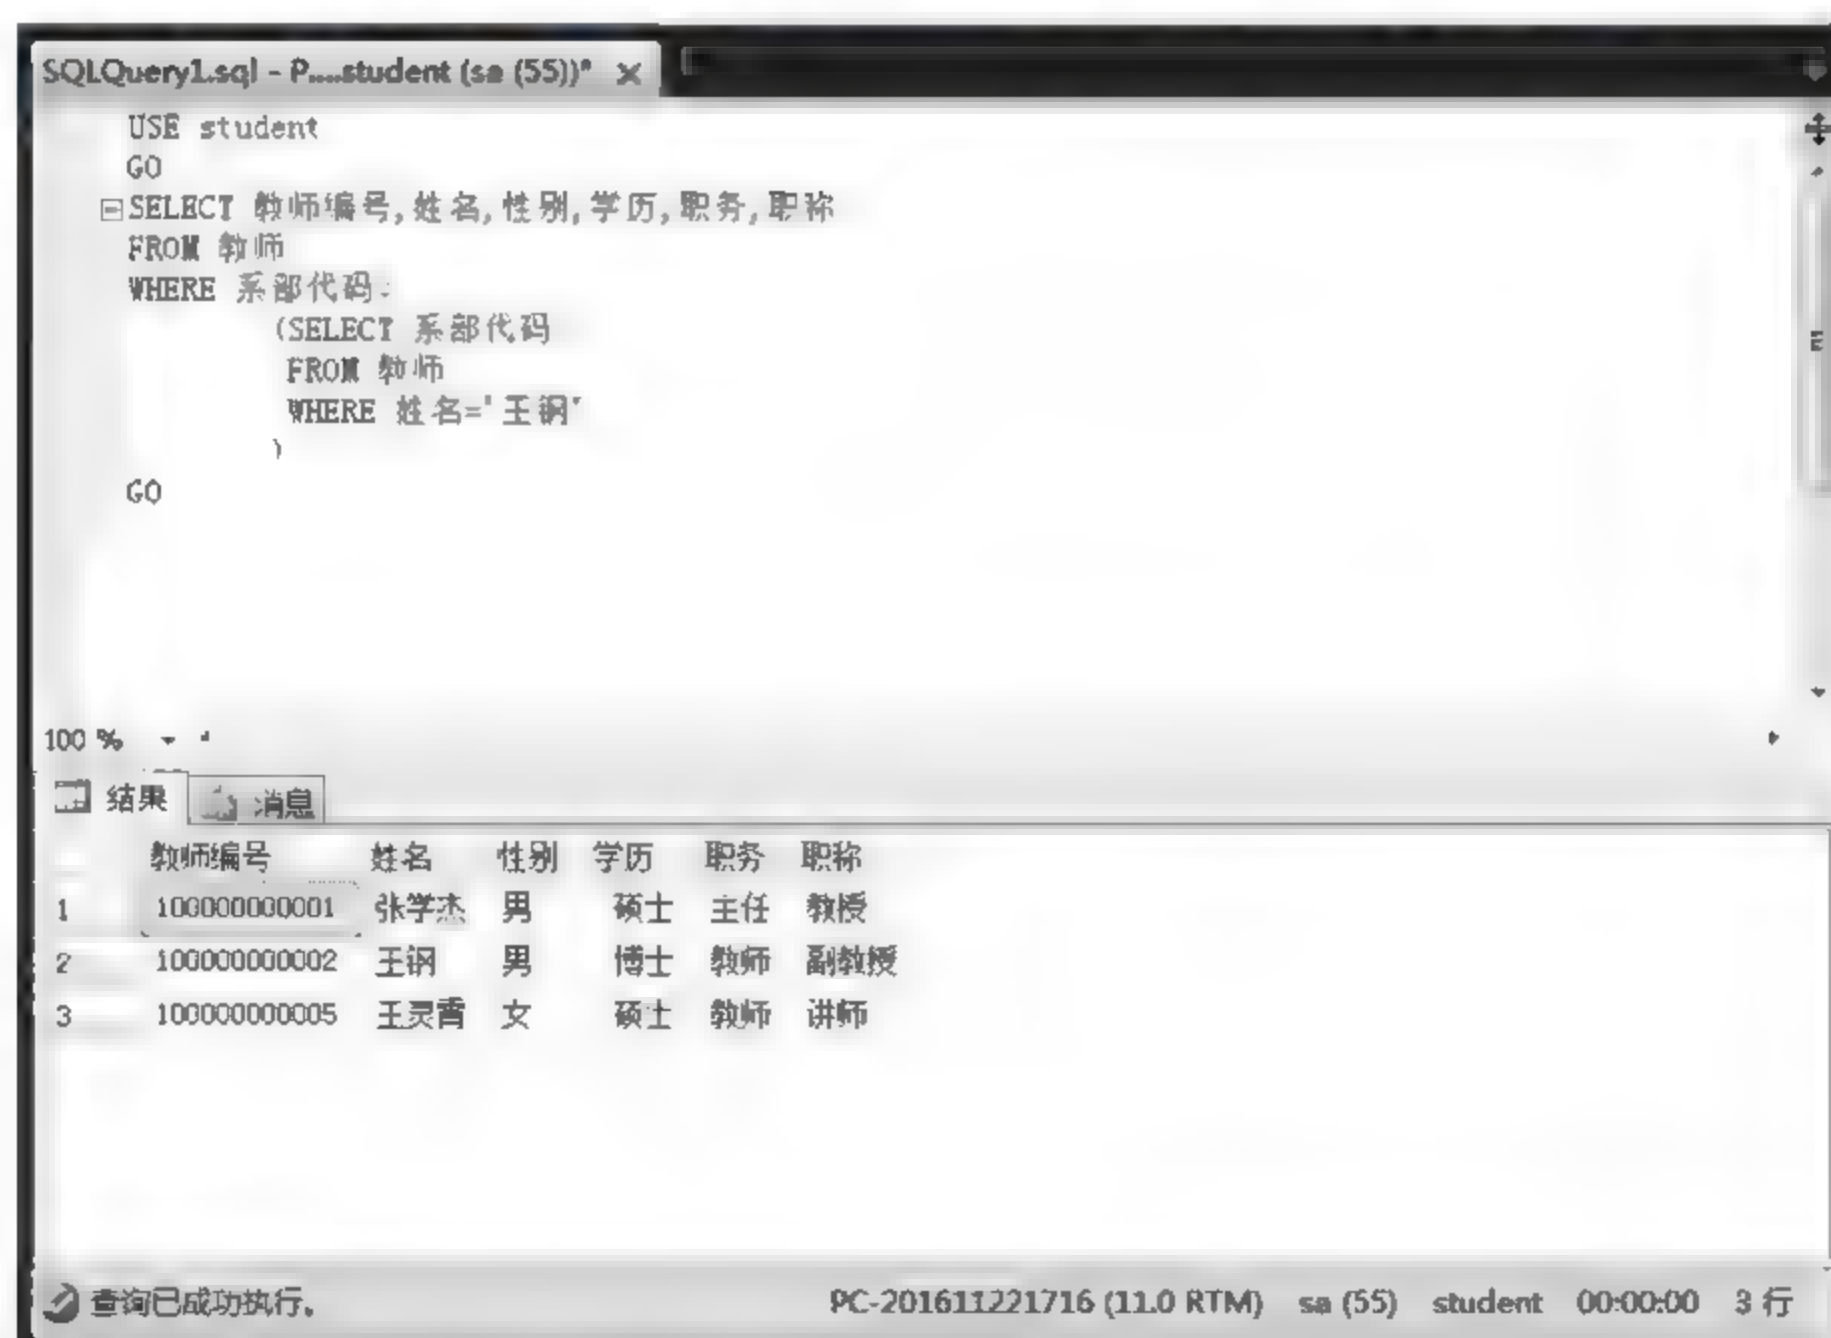 SQLQuery1.sql - P....student (sa (55))*
USE student
GO
SELECT 教师编号,姓名,性别,学历,职务,职称
FROM 教师
WHERE 系部代码
(SELECT 系部代码
FROM 教师
WHERE 姓名='王钢'
)
GO
100 %
结果 消息
教师编号 姓名 性别 学历 职务 职称
1 100000000001 张学杰 男 硕士 主任 教授
2 100000000002 王钢 男 博士 教师 副教授
3 100000000005 王灵霄 女 硕士 教师 讲师
查询已成功执行。 PC-201611221716 (11.0 RTM) sa (55) student 00:00:00 3 行